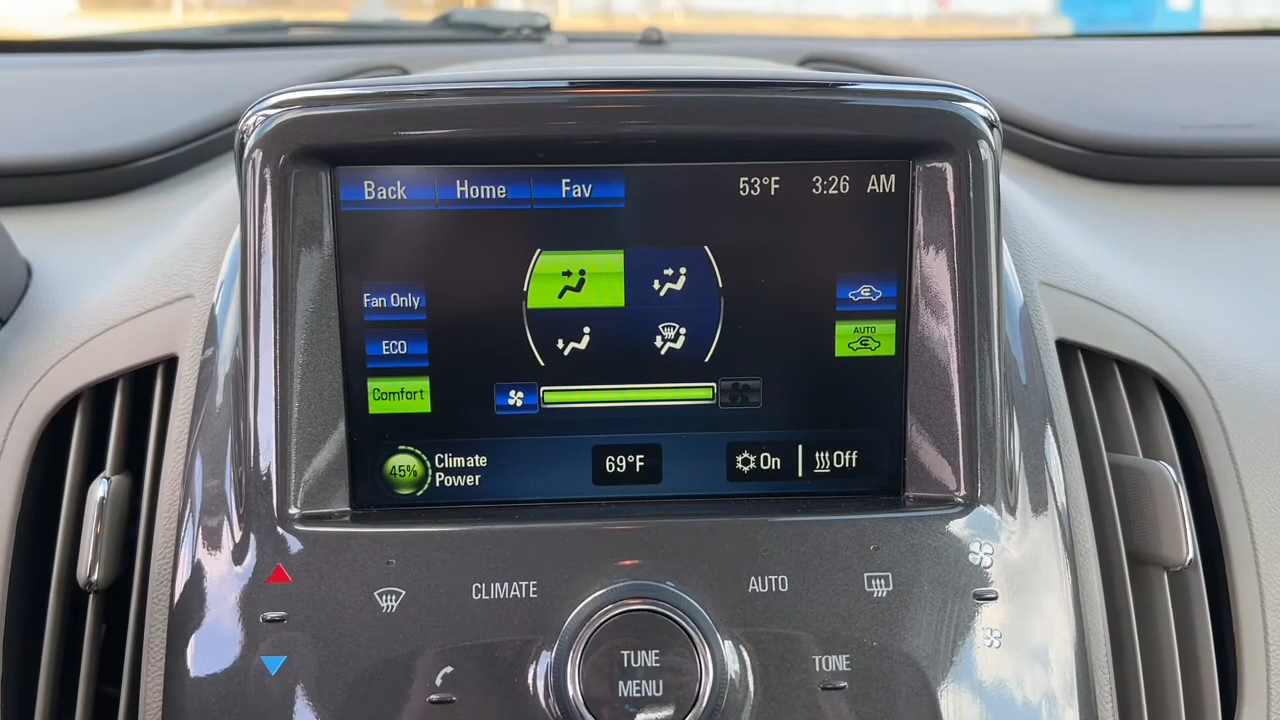 Back Home Fav 53°F 3:26 AM
Fan Only
ECO
AUTO
Comfort
45% Climate Power 69°F On Off
CLIMATE AUTO
TUNE MENU
TONE